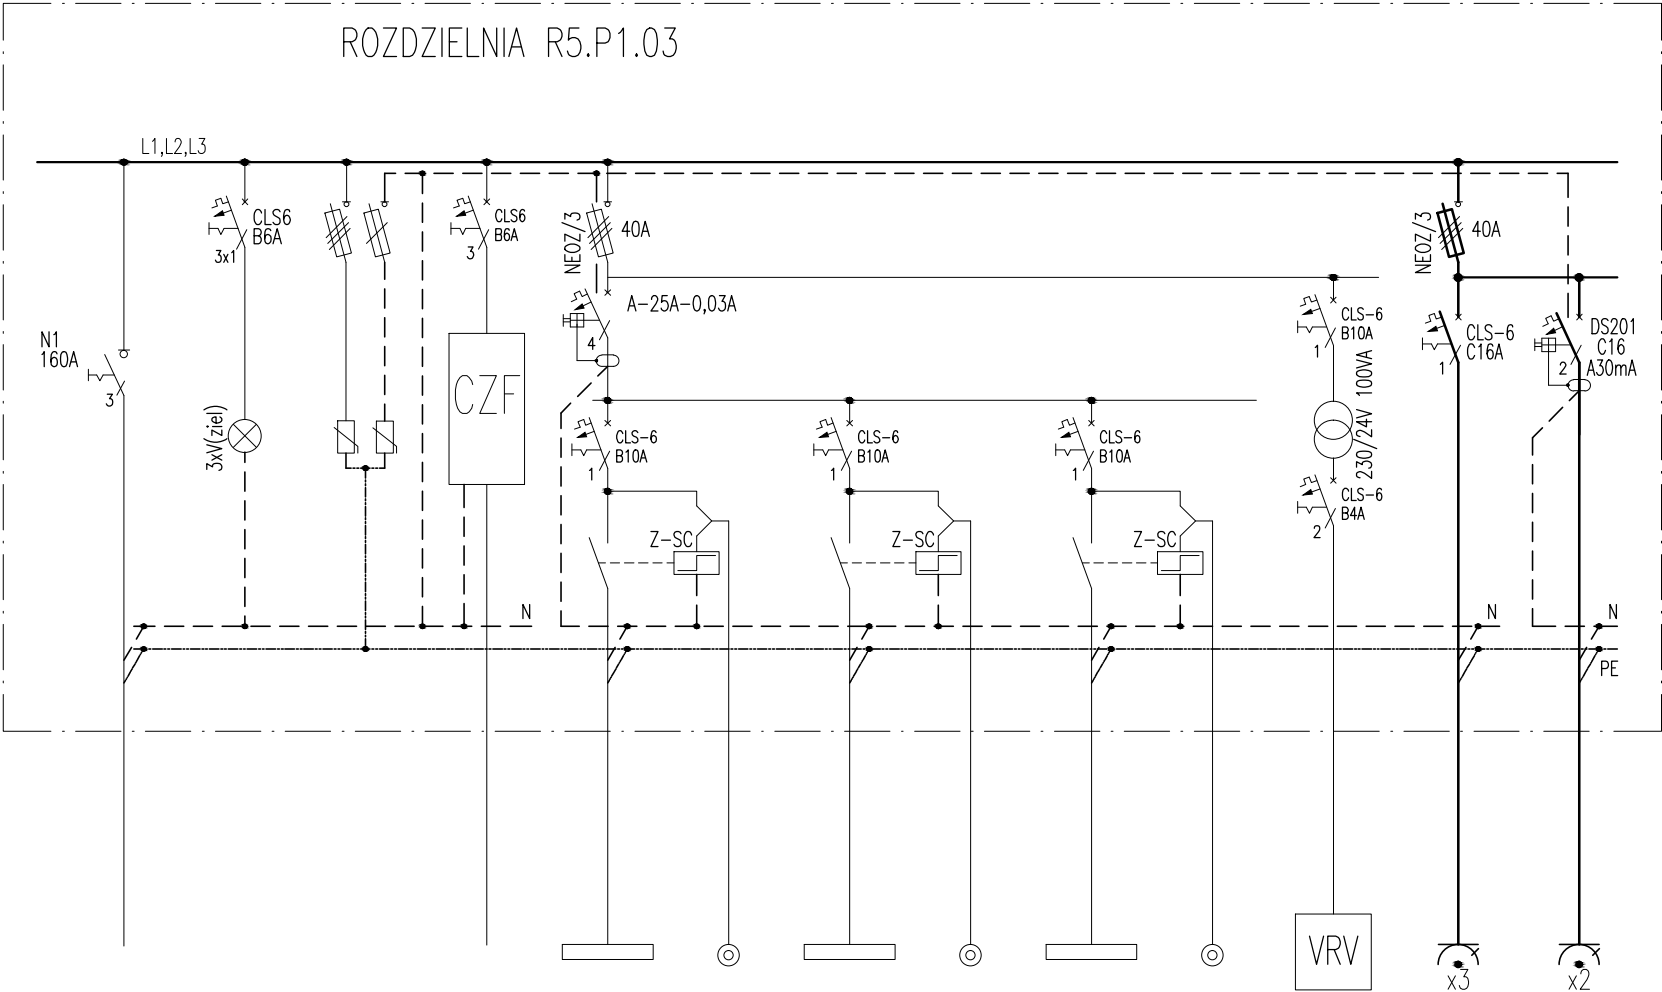 ROZDZIELNIA R5.P1.03
L1,L2,L3
N1
160A
3
CLS6
B6A
3x1
3xV(ziel)
CLS6
B6A
3
CZF
NEOZ/3
40A
A-25A-0,03A
4
CLS-6
B10A
1
Z-SC
CLS-6
B10A
1
Z-SC
CLS-6
B10A
1
Z-SC
CLS-6
B10A
1
230/24V 100VA
CLS-6
B4A
2
NEOZ/3
40A
CLS-6
C16A
1
DS201
C16
A30mA
2
N
N
N
PE
VRV
x3
x2